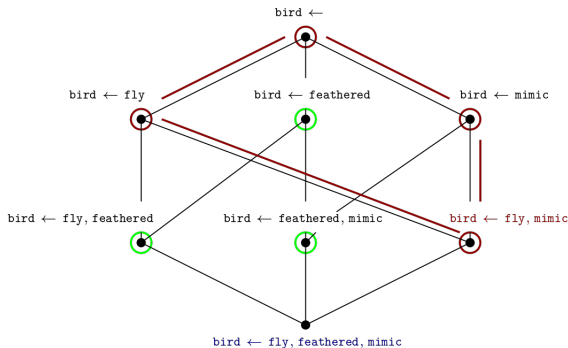 bird ←
bird ← fly
bird ← feathered
bird ← mimic
bird ← fly, feathered
bird ← feathered, mimic
bird ← fly, mimic
bird ← fly, feathered, mimic